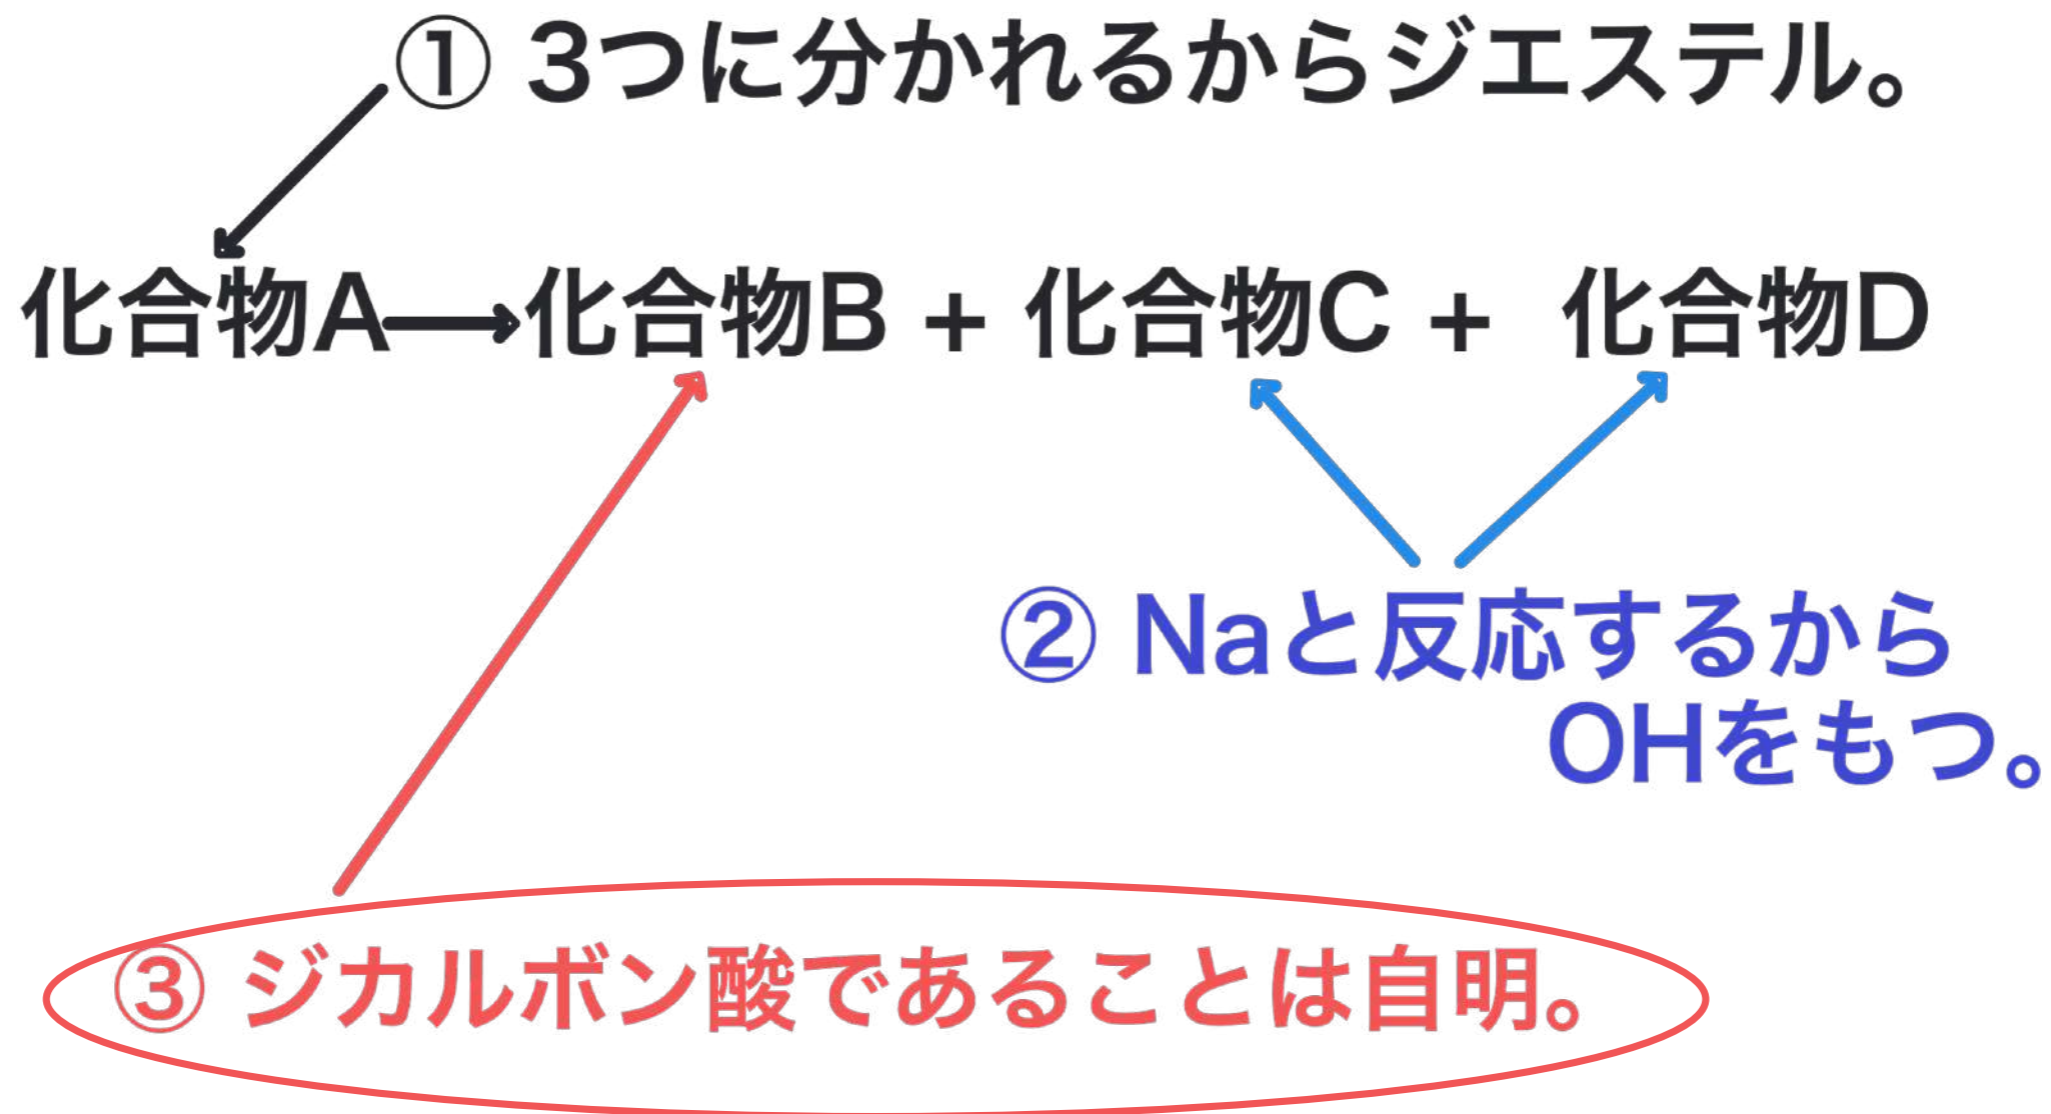 ① 3つに分かれるからジエステル。
化合物A→化合物B + 化合物C + 化合物D
② Naと反応するから
OHをもつ。
③ ジカルボン酸であることは自明。